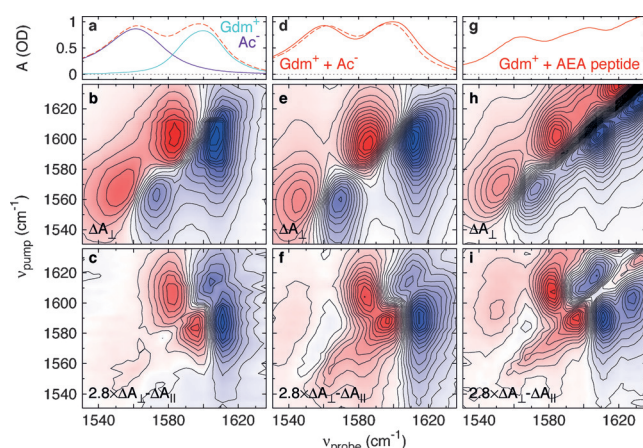 a
Gdm⁺
Ac⁻
d
Gdm⁺ + Ac⁻
g
Gdm⁺ + AEA peptide
A (OD)
1
0.5
0
b
e
h
1620
1600
1580
1560
1540
ΔA⊥
ΔA⊥
ΔA⊥
ν_pump (cm⁻¹)
c
f
i
1620
1600
1580
1560
1540
2.8×ΔA⊥-ΔA||
2.8×ΔA⊥-ΔA||
2.8×ΔA⊥-ΔA||
1540 1580 1620 1540 1580 1620 1540 1580 1620
ν_probe (cm⁻¹)